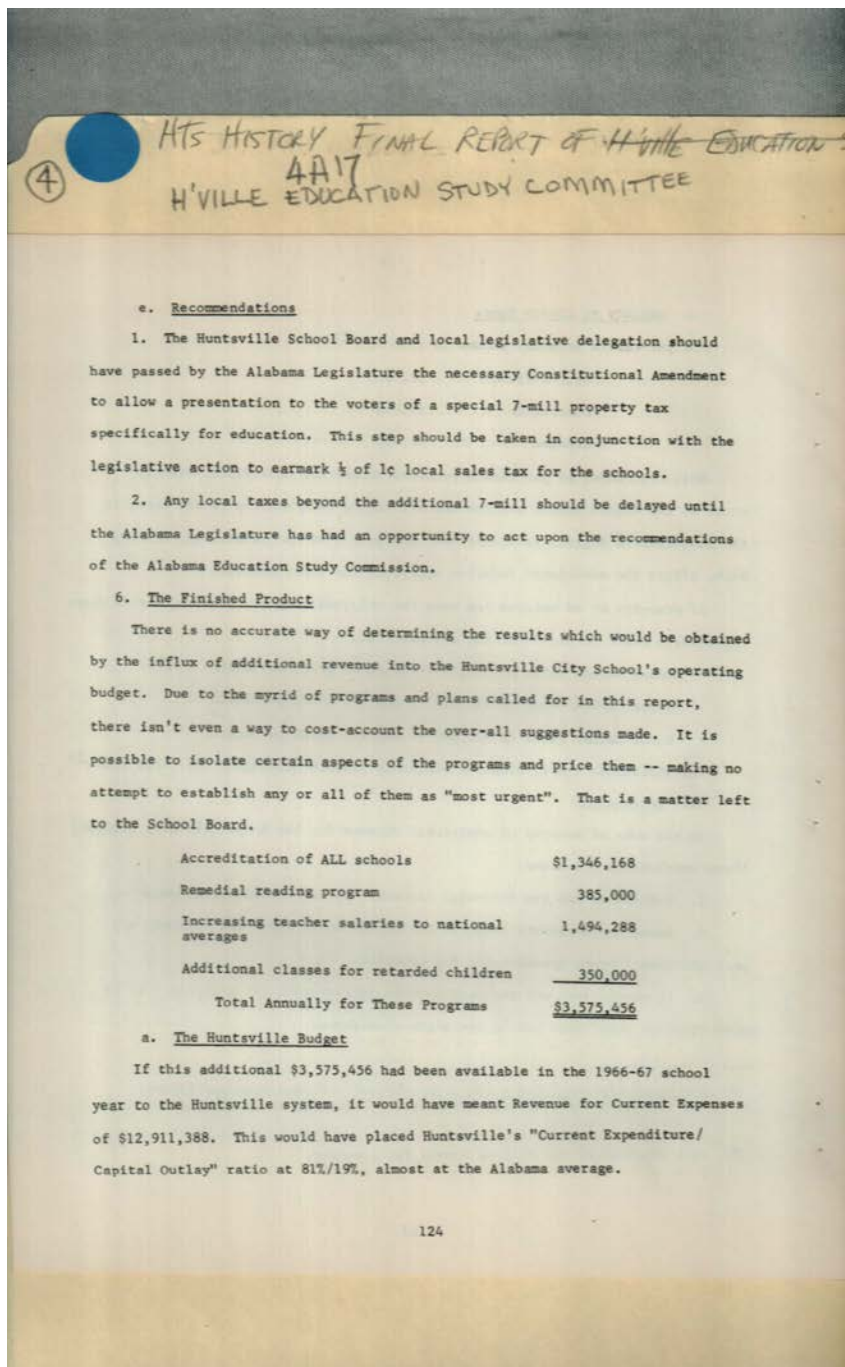 HTS HISTORY FINAL REPORT OF H'ville EDUCATION
4A17
④
H'VILLE EDUCATION STUDY COMMITTEE
e. Recommendations
1. The Huntsville School Board and local legislative delegation should
have passed by the Alabama Legislature the necessary Constitutional Amendment
to allow a presentation to the voters of a special 7-mill property tax
specifically for education. This step should be taken in conjunction with the
legislative action to earmark ½ of 1¢ local sales tax for the schools.
2. Any local taxes beyond the additional 7-mill should be delayed until
the Alabama Legislature has had an opportunity to act upon the recommendations
of the Alabama Education Study Commission.
6. The Finished Product
There is no accurate way of determining the results which would be obtained
by the influx of additional revenue into the Huntsville City School's operating
budget. Due to the myrid of programs and plans called for in this report,
there isn't even a way to cost-account the over-all suggestions made. It is
possible to isolate certain aspects of the programs and price them -- making no
attempt to establish any or all of them as "most urgent". That is a matter left
to the School Board.
Accreditation of ALL schools $1,346,168
Remedial reading program 385,000
Increasing teacher salaries to national
averages 1,494,288
Additional classes for retarded children 350,000
Total Annually for These Programs $3,575,456
a. The Huntsville Budget
If this additional $3,575,456 had been available in the 1966-67 school
year to the Huntsville system, it would have meant Revenue for Current Expenses
of $12,911,388. This would have placed Huntsville's "Current Expenditure/
Capital Outlay" ratio at 81%/19%, almost at the Alabama average.
124